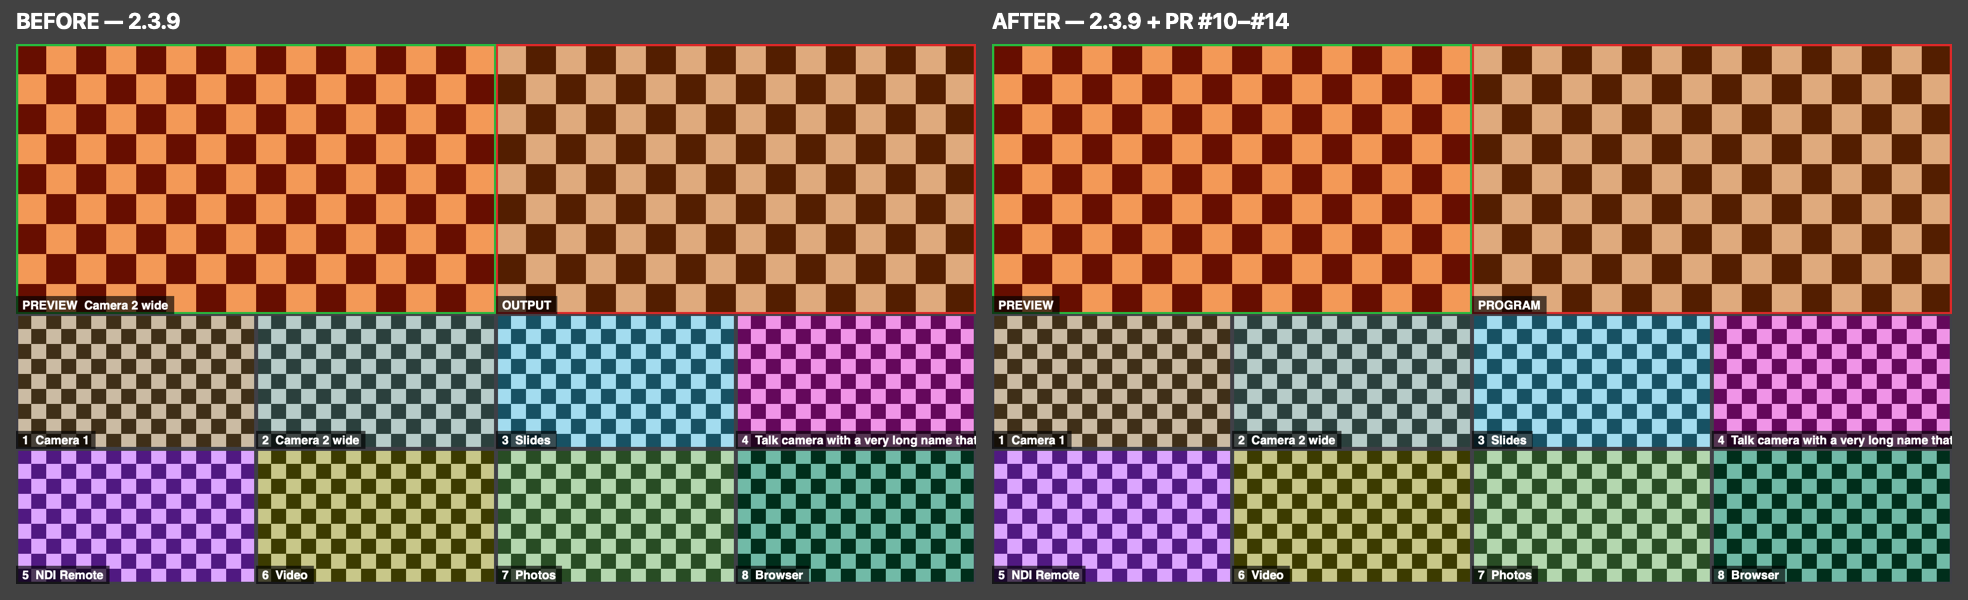 BEFORE — 2.3.9
PREVIEW Camera 2 wide
OUTPUT
1 Camera 1
2 Camera 2 wide
3 Slides
4 Talk camera with a very long name that
5 NDI Remote
6 Video
7 Photos
8 Browser
AFTER — 2.3.9 + PR #10–#14
PREVIEW
PROGRAM
1 Camera 1
2 Camera 2 wide
3 Slides
4 Talk camera with a very long name that
5 NDI Remote
6 Video
7 Photos
8 Browser